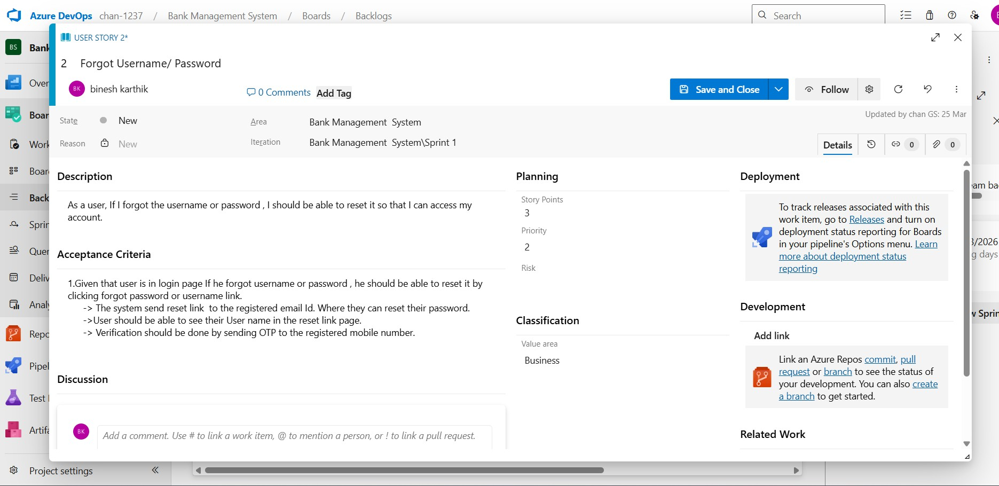 Azure DevOps chan-1237 / Bank Management System / Boards / Backlogs
Search
BS Bank
Over
Boar
Work
Boar
Back
Sprin
Quer
Deliv
Analy
Repo
Pipel
Test
Artifa
Project settings
USER STORY 2*
2 Forgot Username/ Password
BK binesh karthik
0 Comments Add Tag
Save and Close Follow
State New
Area Bank Management System
Updated by chan GS: 25 Mar
Reason New
Iteration Bank Management System\Sprint 1
Details 0 0
Description
As a user, If I forgot the username or password , I should be able to reset it so that I can access my
account.
Acceptance Criteria
1.Given that user is in login page If he forgot username or password , he should be able to reset it by
clicking forgot password or username link.
-> The system send reset link to the registered email Id. Where they can reset their password.
->User should be able to see their User name in the reset link page.
-> Verification should be done by sending OTP to the registered mobile number.
Discussion
BK Add a comment. Use # to link a work item, @ to mention a person, or ! to link a pull request.
Planning
Story Points
3
Priority
2
Risk
Classification
Value area
Business
Deployment
To track releases associated with this
work item, go to Releases and turn on
deployment status reporting for Boards
in your pipeline's Options menu. Learn
more about deployment status
reporting
Development
Add link
Link an Azure Repos commit, pull
request or branch to see the status of
your development. You can also create
a branch to get started.
Related Work
am ba
/2026
g days
w Sprin